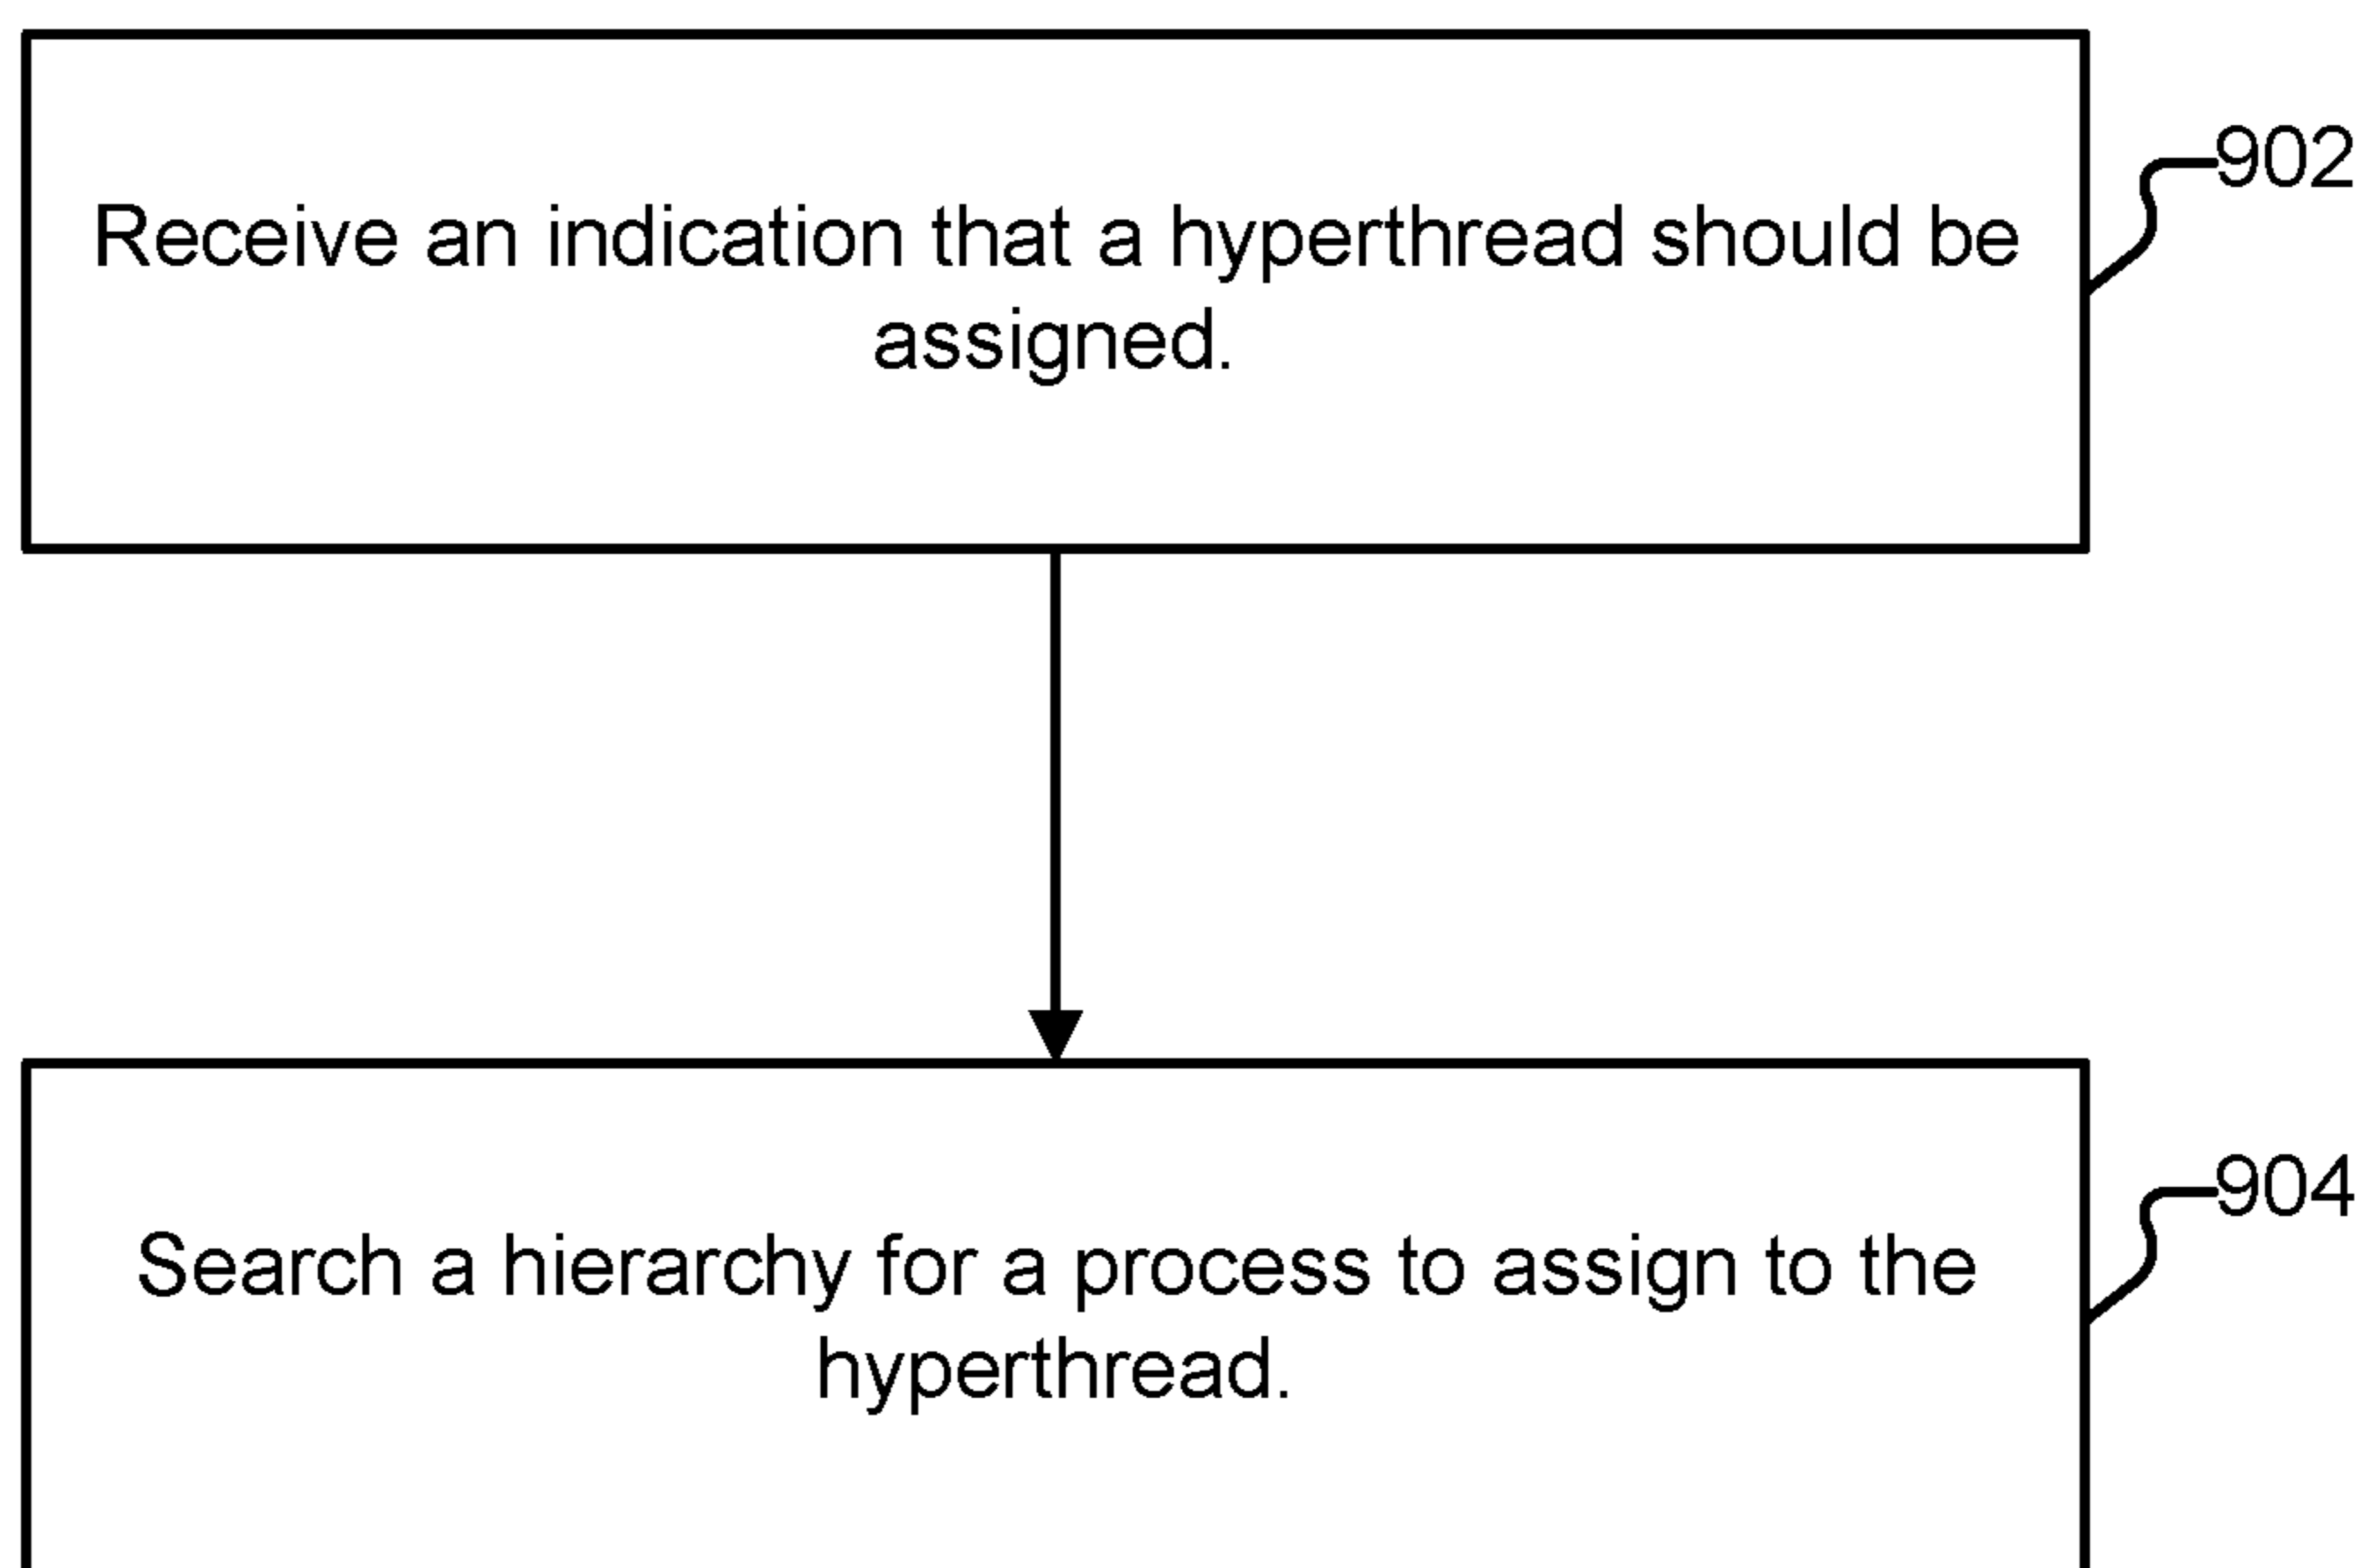 Receive an indication that a hyperthread should be
assigned.
902
Search a hierarchy for a process to assign to the
hyperthread.
904